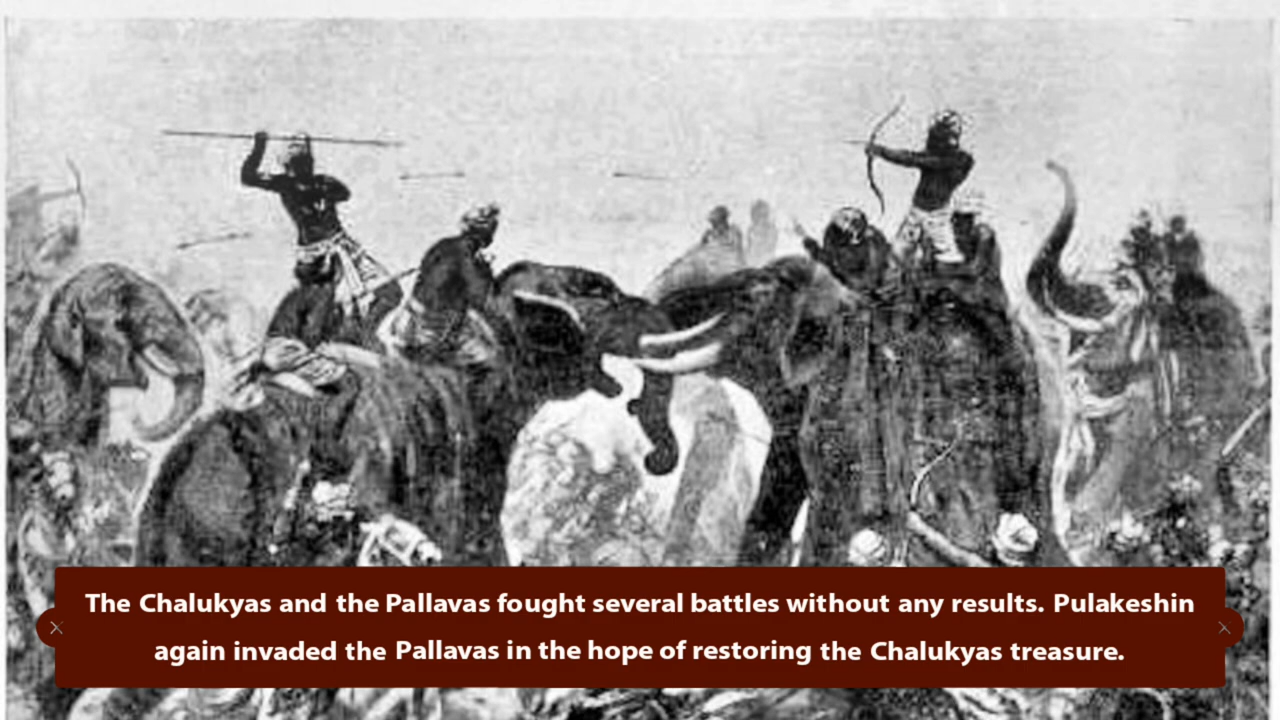 The Chalukyas and the Pallavas fought several battles without any results. Pulakeshin
again invaded the Pallavas in the hope of restoring the Chalukyas treasure.